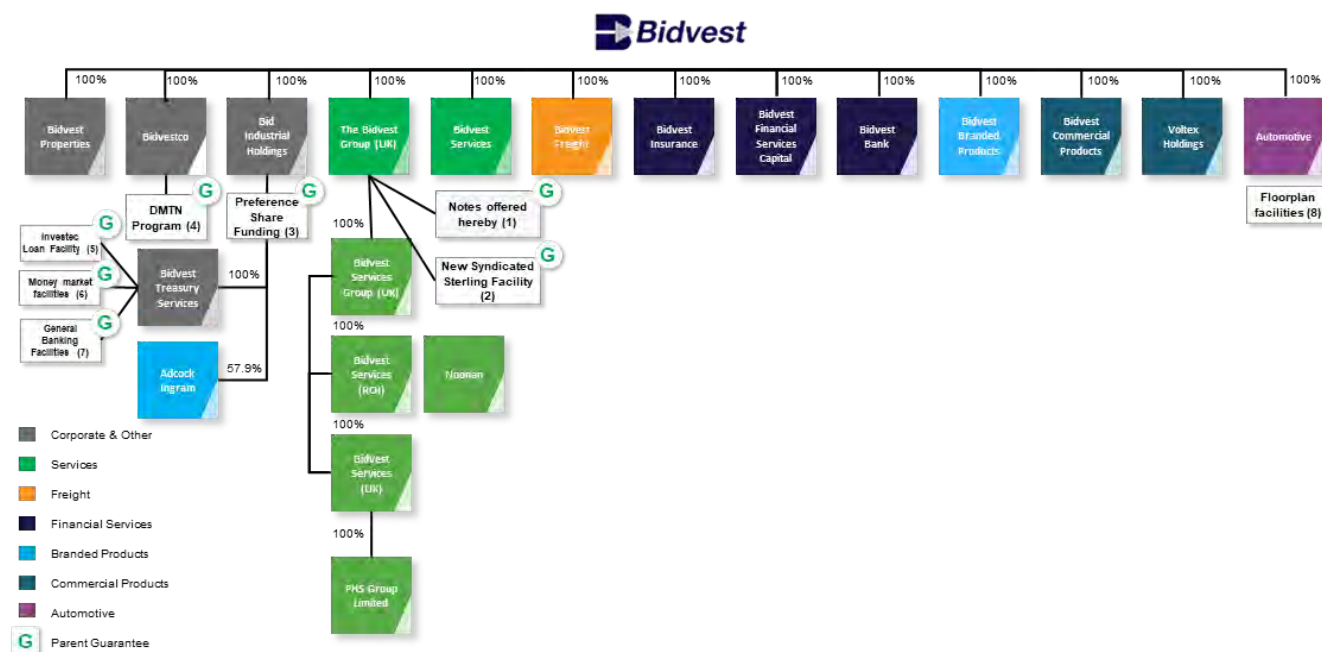 Bidvest
100% 100% 100% 100% 100% 100% 100% 100% 100% 100% 100% 100% 100%
Bidvest
Properties
Bidvestco
Bid
Industrial
Holdings
The Bidvest
Group (UK)
Bidvest
Services
Bidvest
Freight
Bidvest
Insurance
Bidvest
Financial
Services
Capital
Bidvest
Bank
Bidvest
Branded
Products
Bidvest
Commercial
Products
Voltex
Holdings
Automotive
G
DMTN
Program (4)
G
Preference
Share
Funding (3)
G
Notes offered
hereby (1)
Floorplan
facilities (8)
G
Investec
Loan Facility (5)
G
Money market
facilities (6)
G
General
Banking
Facilities (7)
Bidvest
Treasury
Services
100%
100%
Bidvest
Services
Group (UK)
G
New Syndicated
Sterling Facility
(2)
Adcock
Ingram
57.9%
100%
Bidvest
Services
(ROI)
Noonan
100%
Bidvest
Services
(UK)
100%
PHS Group
Limited
Corporate & Other
Services
Freight
Financial Services
Branded Products
Commercial Products
Automotive
G Parent Guarantee